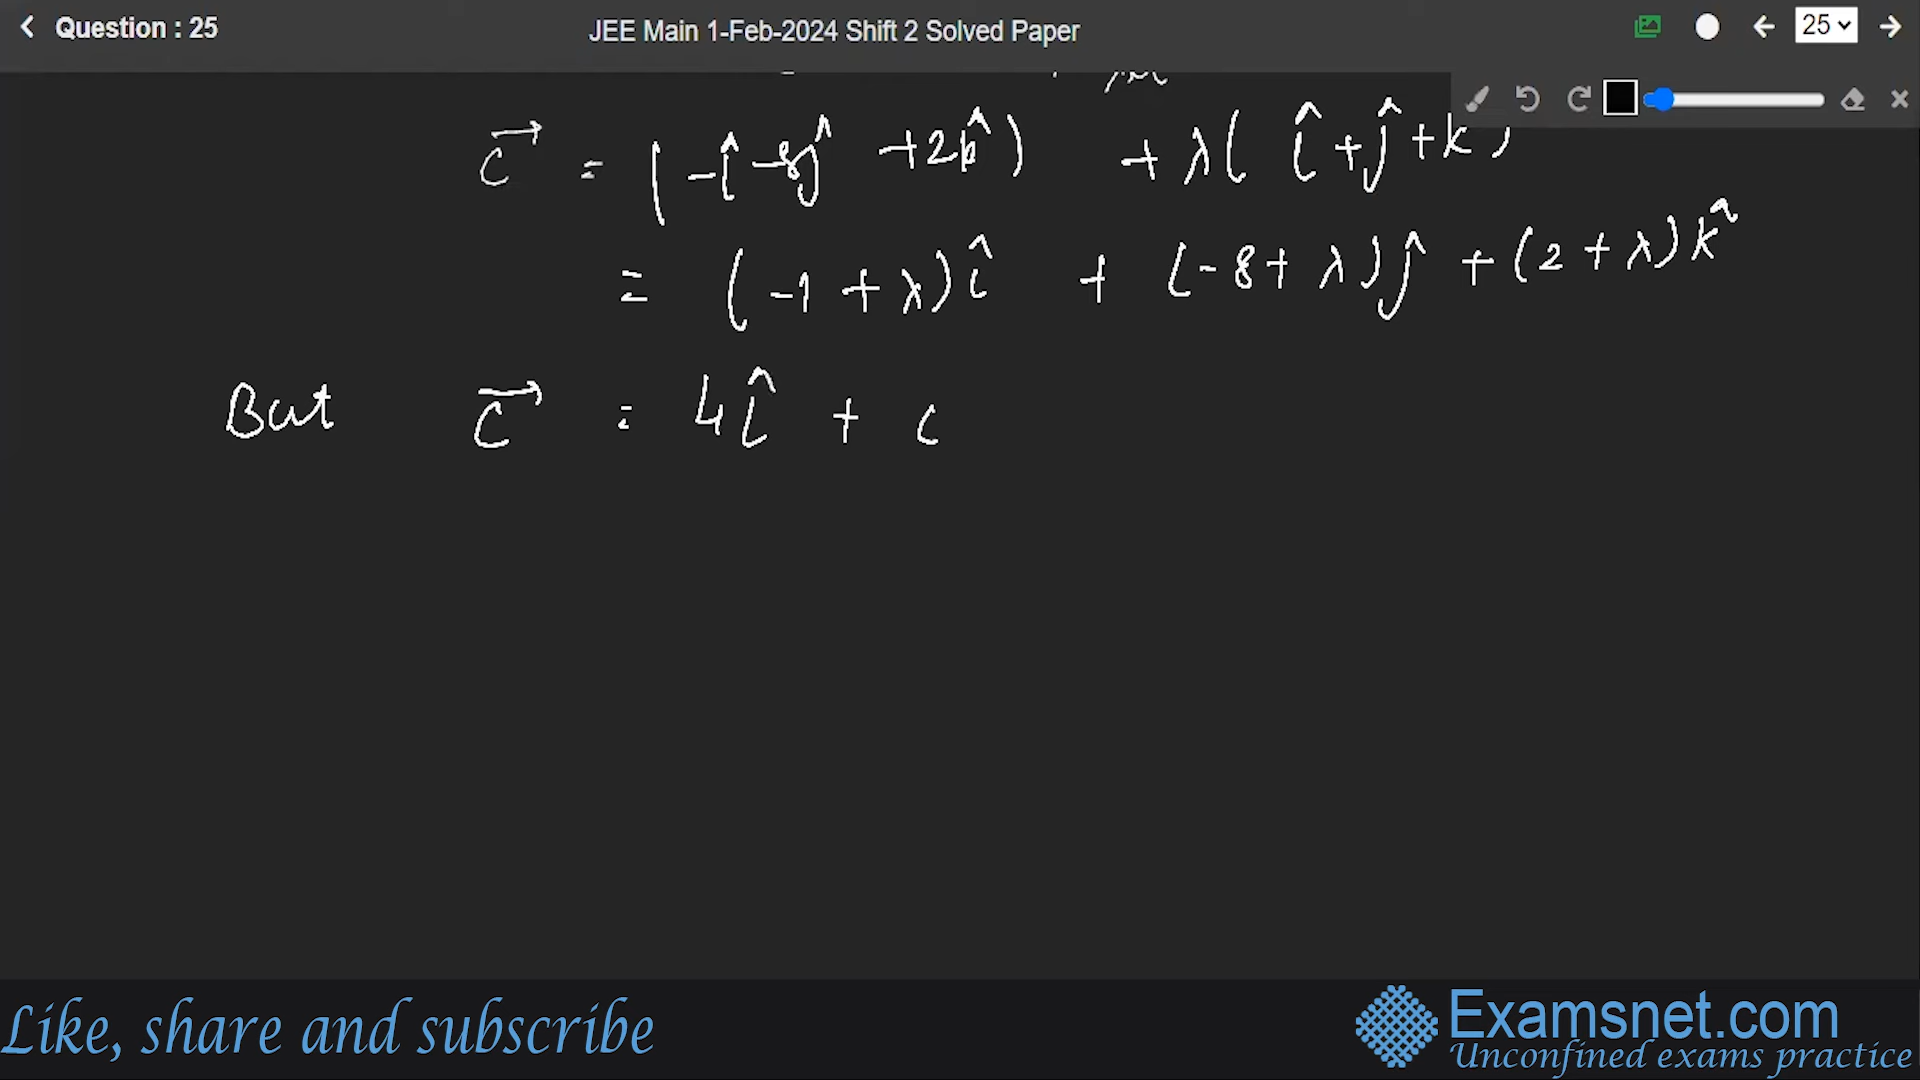 Question : 25
JEE Main 1-Feb-2024 Shift 2 Solved Paper
25
c⃗ = (-î -8ĵ +2k̂) + λ(î+ĵ+k)
= (-1+λ)î + (-8+λ)ĵ + (2+λ)k̂
But c⃗ = 4î + c
Like, share and subscribe
Examsnet.com
Unconfined exams practice